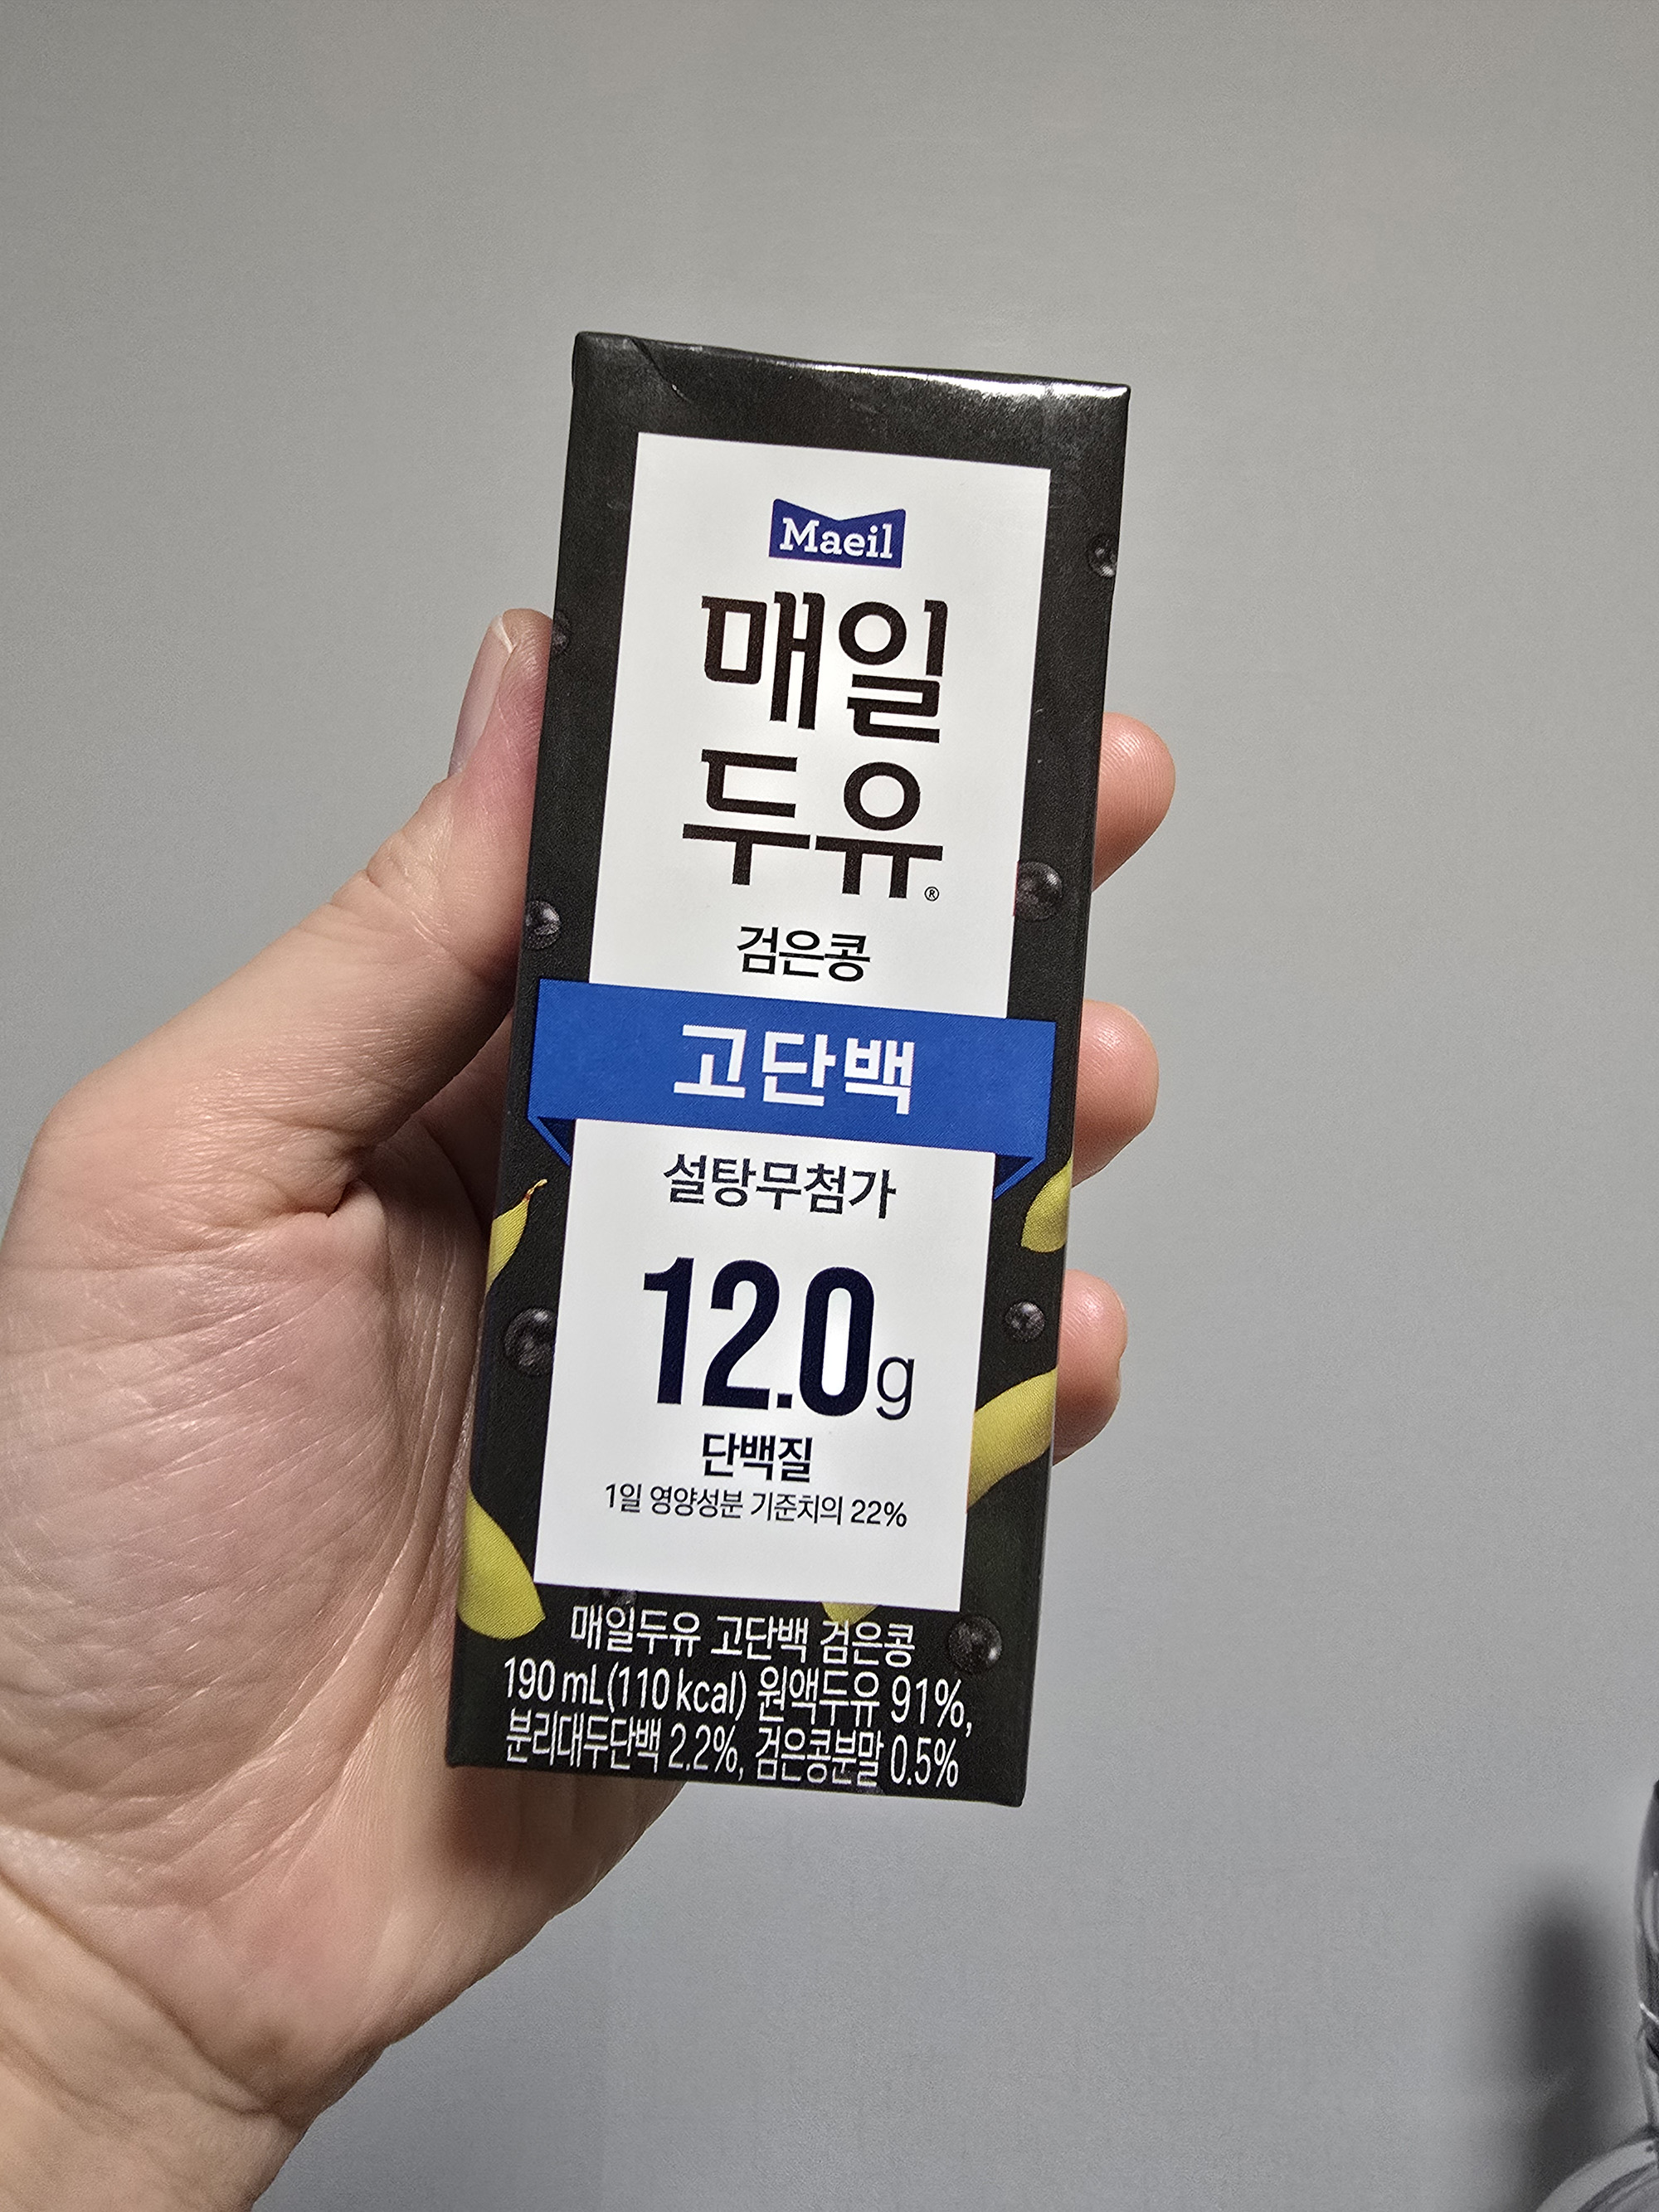 Maeil
매일
두유®
검은콩
고단백
설탕무첨가
12.0g
단백질
1일 영양성분 기준치의 22%
매일두유 고단백 검은콩
190 mL(110 kcal) 원액두유 91%,
분리대두단백 2.2%, 검은콩분말 0.5%